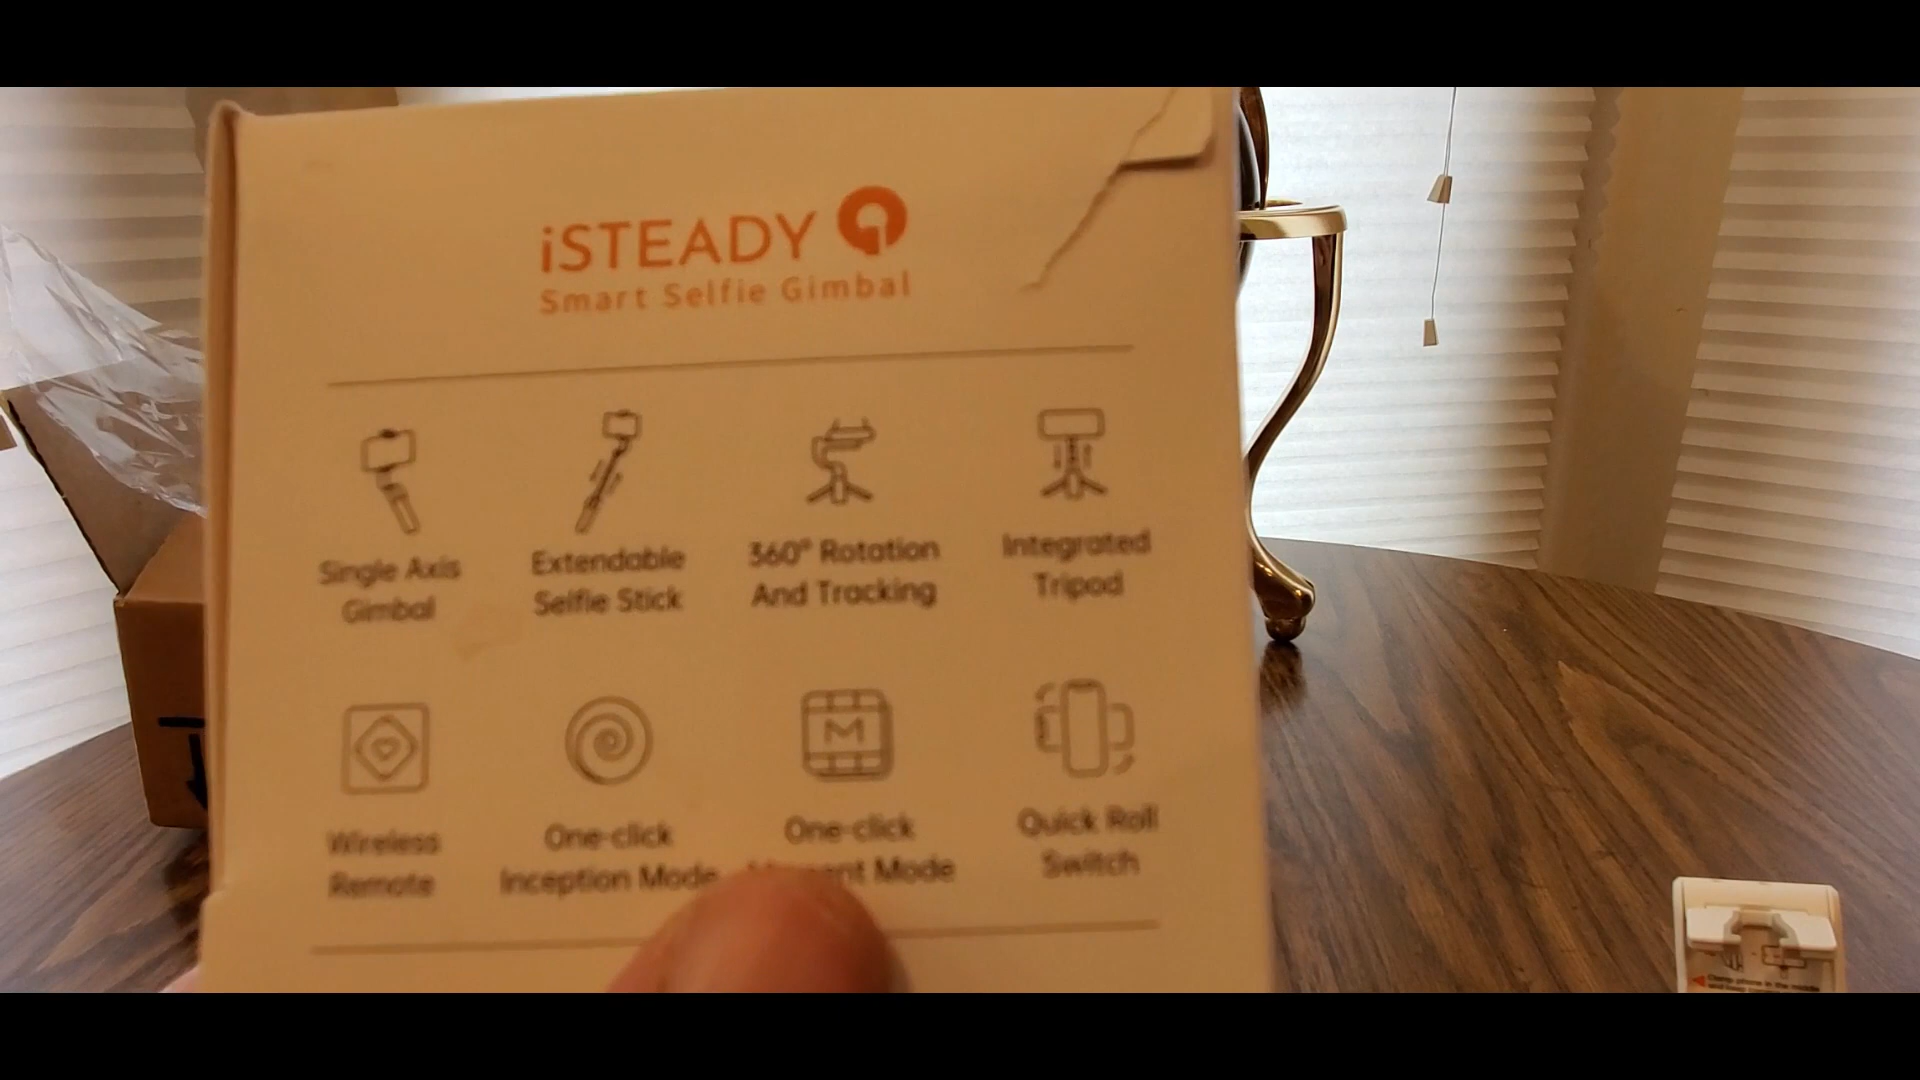 iSTEADY Q
Smart Selfie Gimbal
Single Axis
Gimbal
Extendable
Selfie Stick
360° Rotation
And Tracking
Integrated
Tripod
M
Wireless
Remote
One-click
Inception Mode
One-click
Mode
Quick Roll
Switch